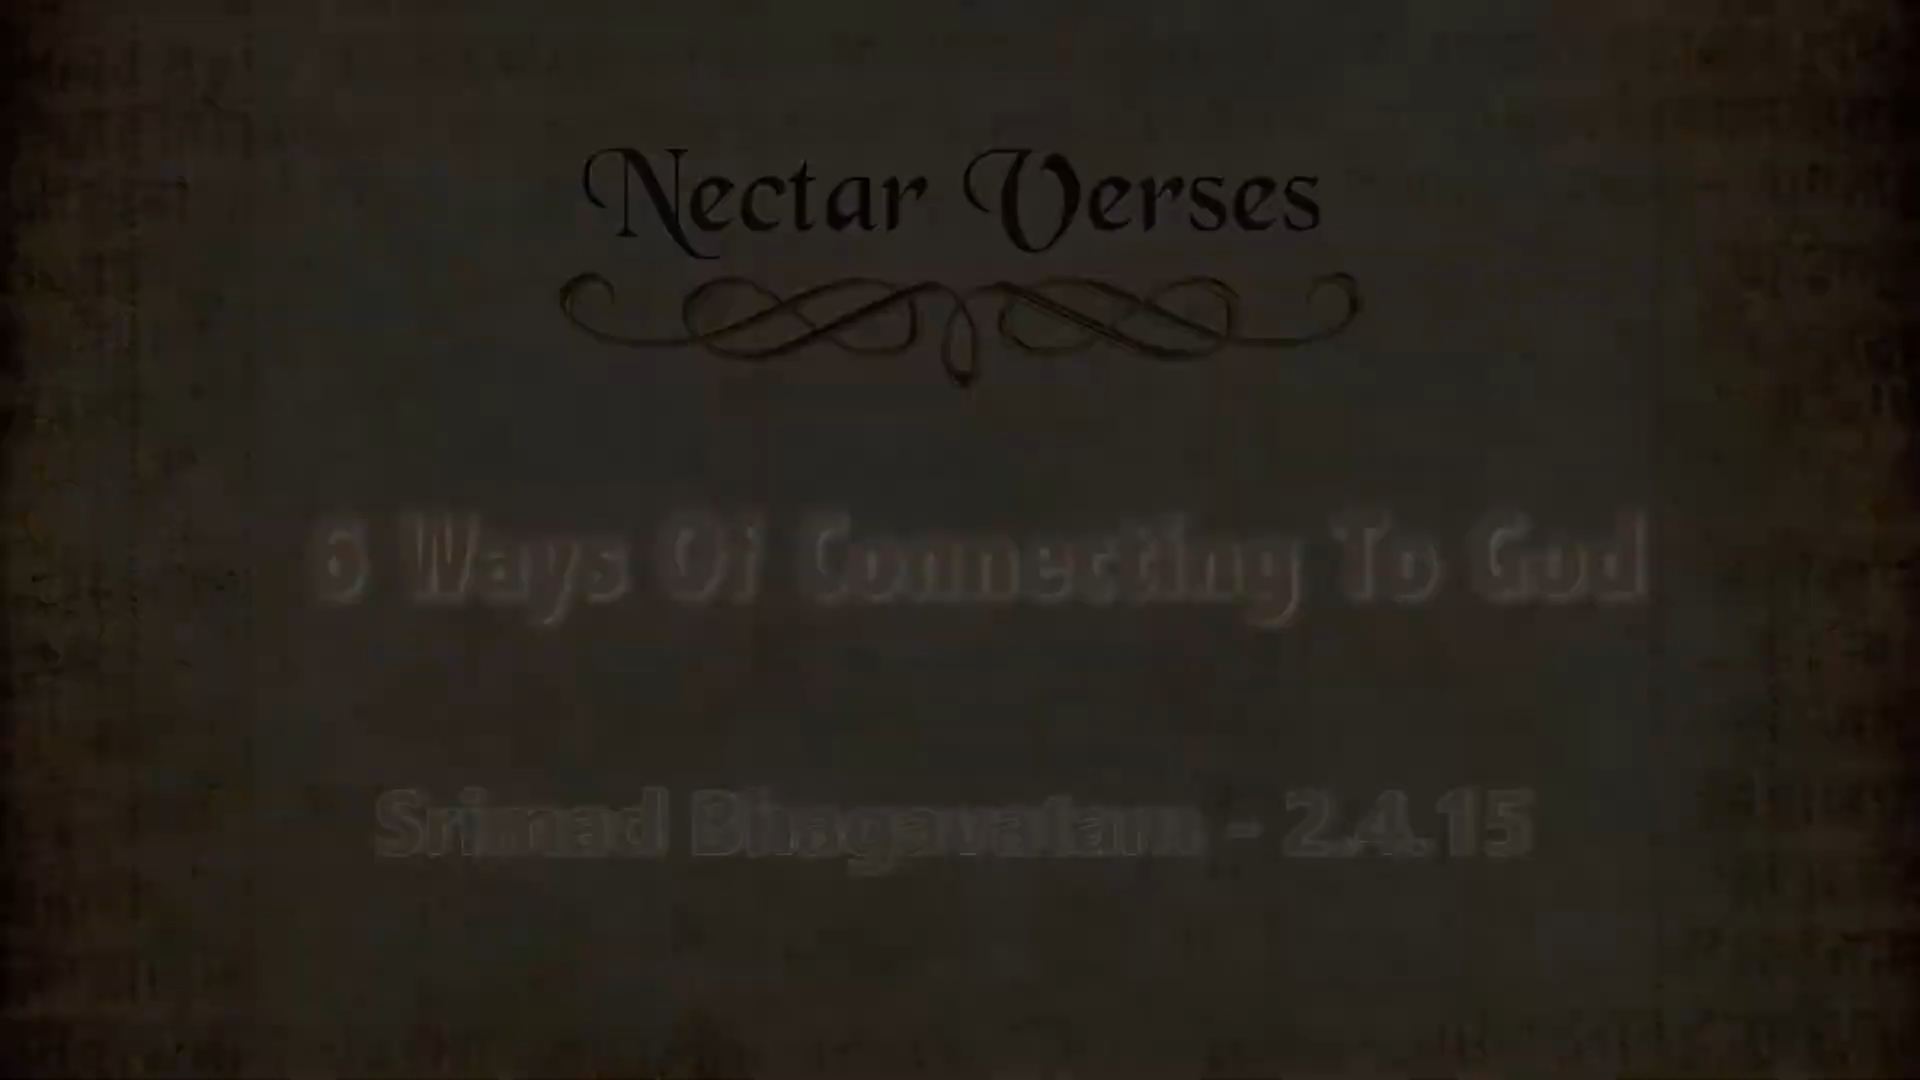 Nectar Verses
6 Ways Of Connecting To God
Srimad Bhagavatam - 2.4.15